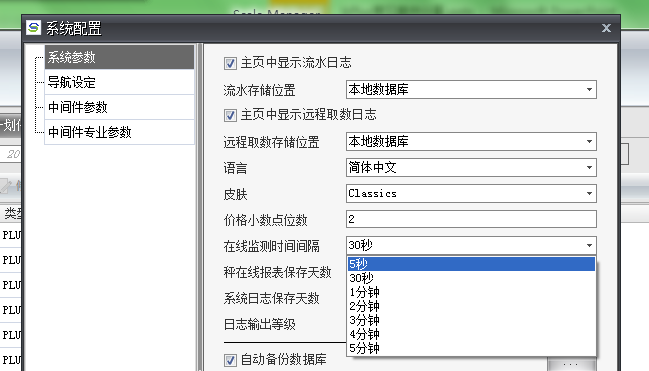 Scale Manager
系统配置
系统参数
导航设定
中间件参数
中间件专业参数
主页中显示流水日志
流水存储位置 本地数据库
主页中显示远程取数日志
远程取数存储位置 本地数据库
语言 简体中文
皮肤 Classics
价格小数点位数 2
在线监测时间间隔 30秒
5秒
30秒
1分钟
2分钟
3分钟
4分钟
5分钟
秤在线报表保存天数
系统日志保存天数
日志输出等级
自动备份数据库
...
20
类型
PLU
PLU
PLU
PLU
PLU
PLU